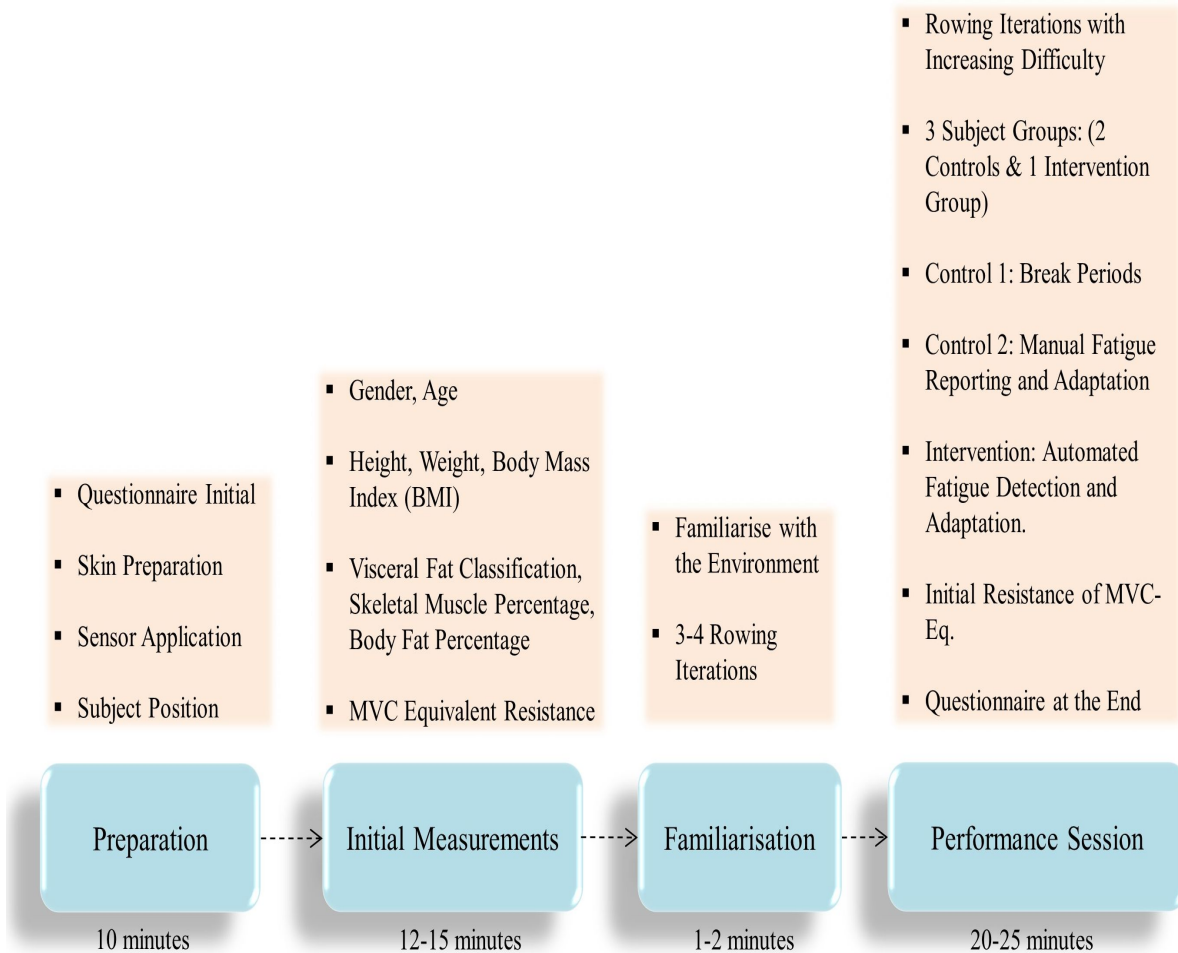 ▪ Questionnaire Initial
▪ Skin Preparation
▪ Sensor Application
▪ Subject Position
Preparation
10 minutes
▪ Gender, Age
▪ Height, Weight, Body Mass
Index (BMI)
▪ Visceral Fat Classification,
Skeletal Muscle Percentage,
Body Fat Percentage
▪ MVC Equivalent Resistance
Initial Measurements
12-15 minutes
▪ Familiarise with
the Environment
▪ 3-4 Rowing
Iterations
Familiarisation
1-2 minutes
▪ Rowing Iterations with
Increasing Difficulty
▪ 3 Subject Groups: (2
Controls & 1 Intervention
Group)
▪ Control 1: Break Periods
▪ Control 2: Manual Fatigue
Reporting and Adaptation
▪ Intervention: Automated
Fatigue Detection and
Adaptation.
▪ Initial Resistance of MVC-
Eq.
▪ Questionnaire at the End
Performance Session
20-25 minutes